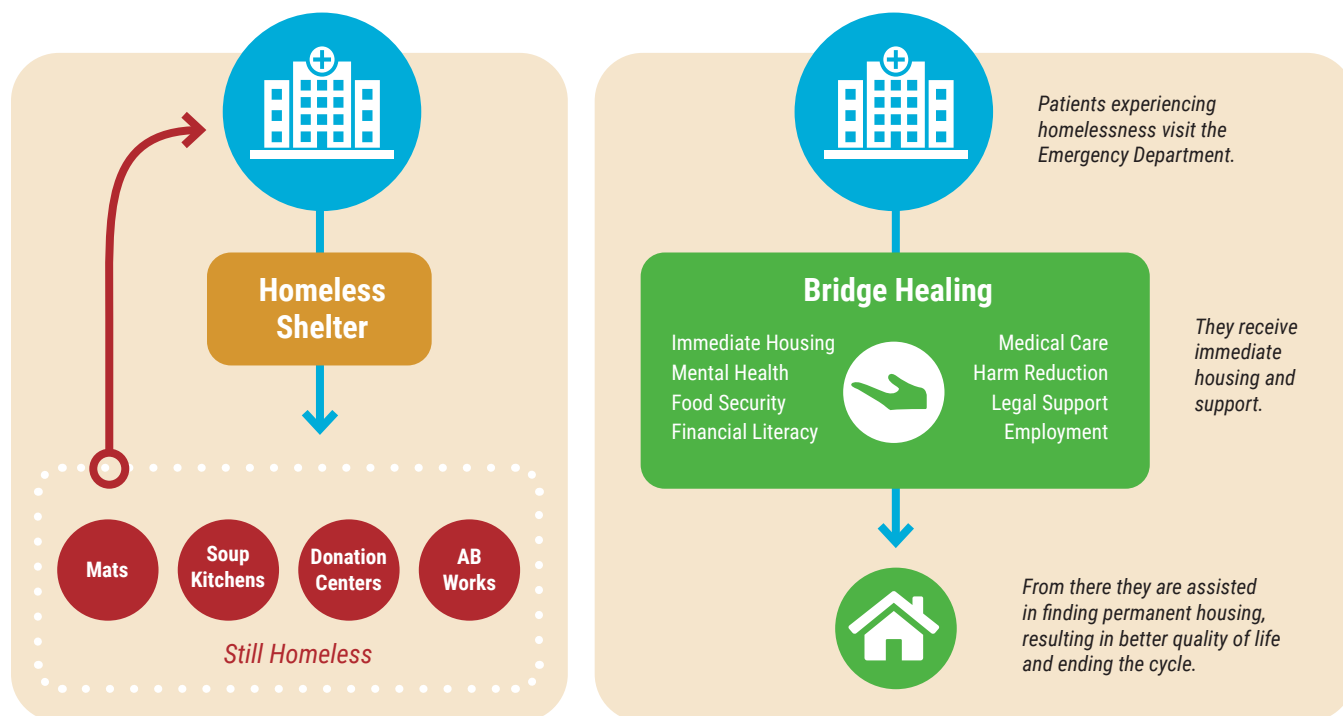 Homeless
Shelter
Mats
Soup
Kitchens
Donation
Centers
AB
Works
Still Homeless
Patients experiencing
homelessness visit the
Emergency Department.
Bridge Healing
Immediate Housing
Mental Health
Food Security
Financial Literacy
Medical Care
Harm Reduction
Legal Support
Employment
They receive
immediate
housing and
support.
From there they are assisted
in finding permanent housing,
resulting in better quality of life
and ending the cycle.